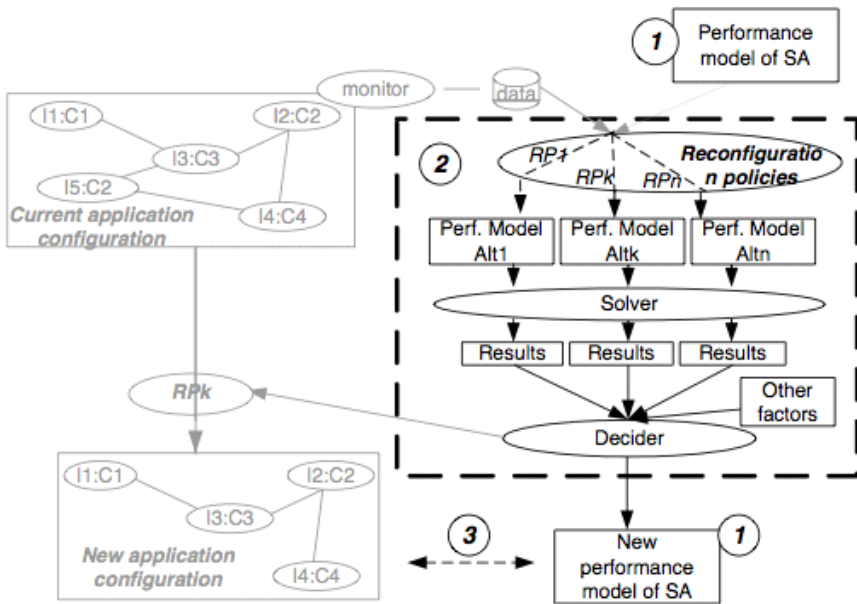 1
Performance
model of SA
monitor
data
I1:C1
I2:C2
I3:C3
I5:C2
I4:C4
Current application
configuration
2
RP1
RPk
RPn
Reconfiguratio
n policies
Perf. Model
Alt1
Perf. Model
Altk
Perf. Model
Altn
Solver
Results
Results
Results
Other
factors
RPk
Decider
I1:C1
I2:C2
I3:C3
I4:C4
New application
configuration
3
New
performance
model of SA
1